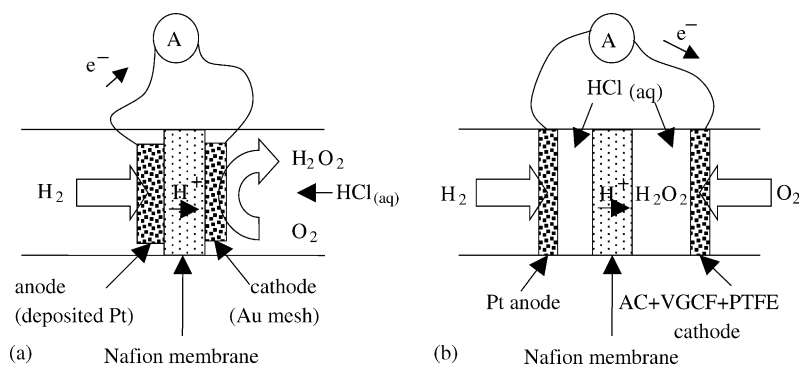 A
e⁻
H₂
H⁺
H₂O₂
HCl(aq)
O₂
anode
(deposited Pt)
cathode
(Au mesh)
(a)
Nafion membrane
A
e⁻
HCl (aq)
H₂
H⁺
H₂O₂
O₂
Pt anode
AC+VGCF+PTFE
cathode
(b)
Nafion membrane